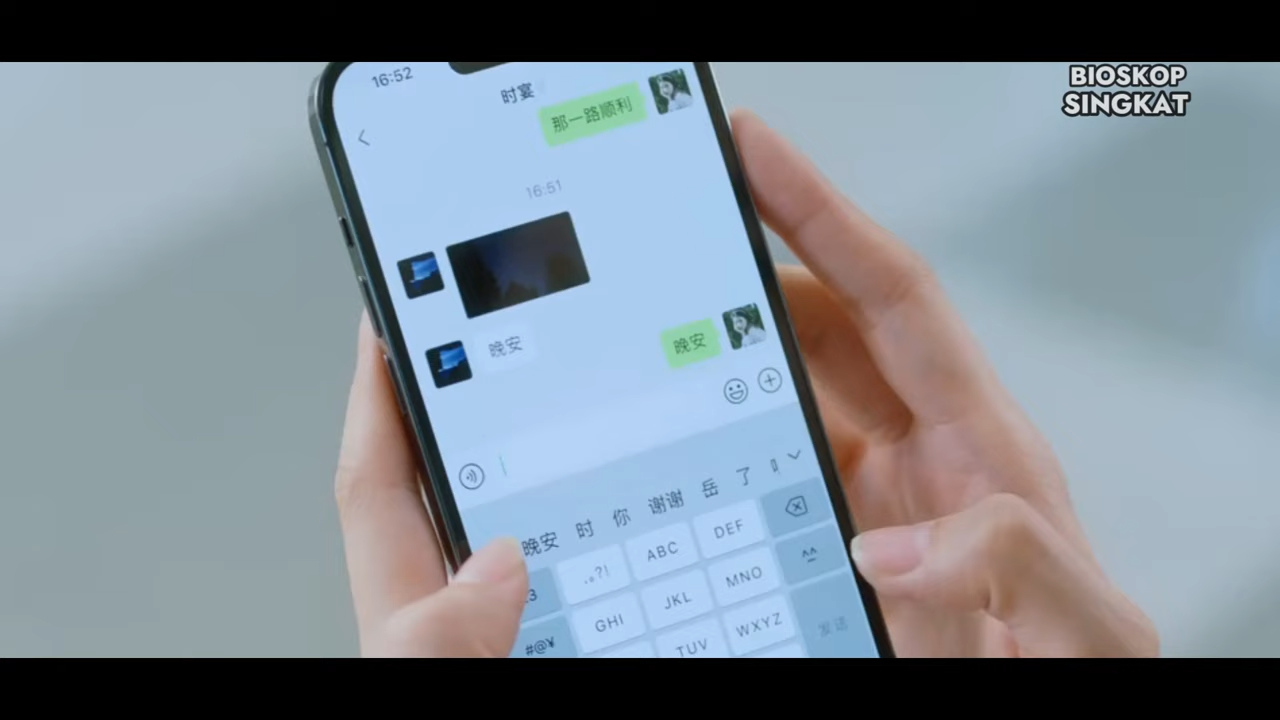 BIOSKOP
SINGKAT
16:52
时宴
那一路顺利
16:51
晚安
晚安
晚安 时 你 谢谢 岳 了
.,?!
ABC
DEF
GHI
JKL
MNO
^^
#@¥
TUV
WXYZ
发送